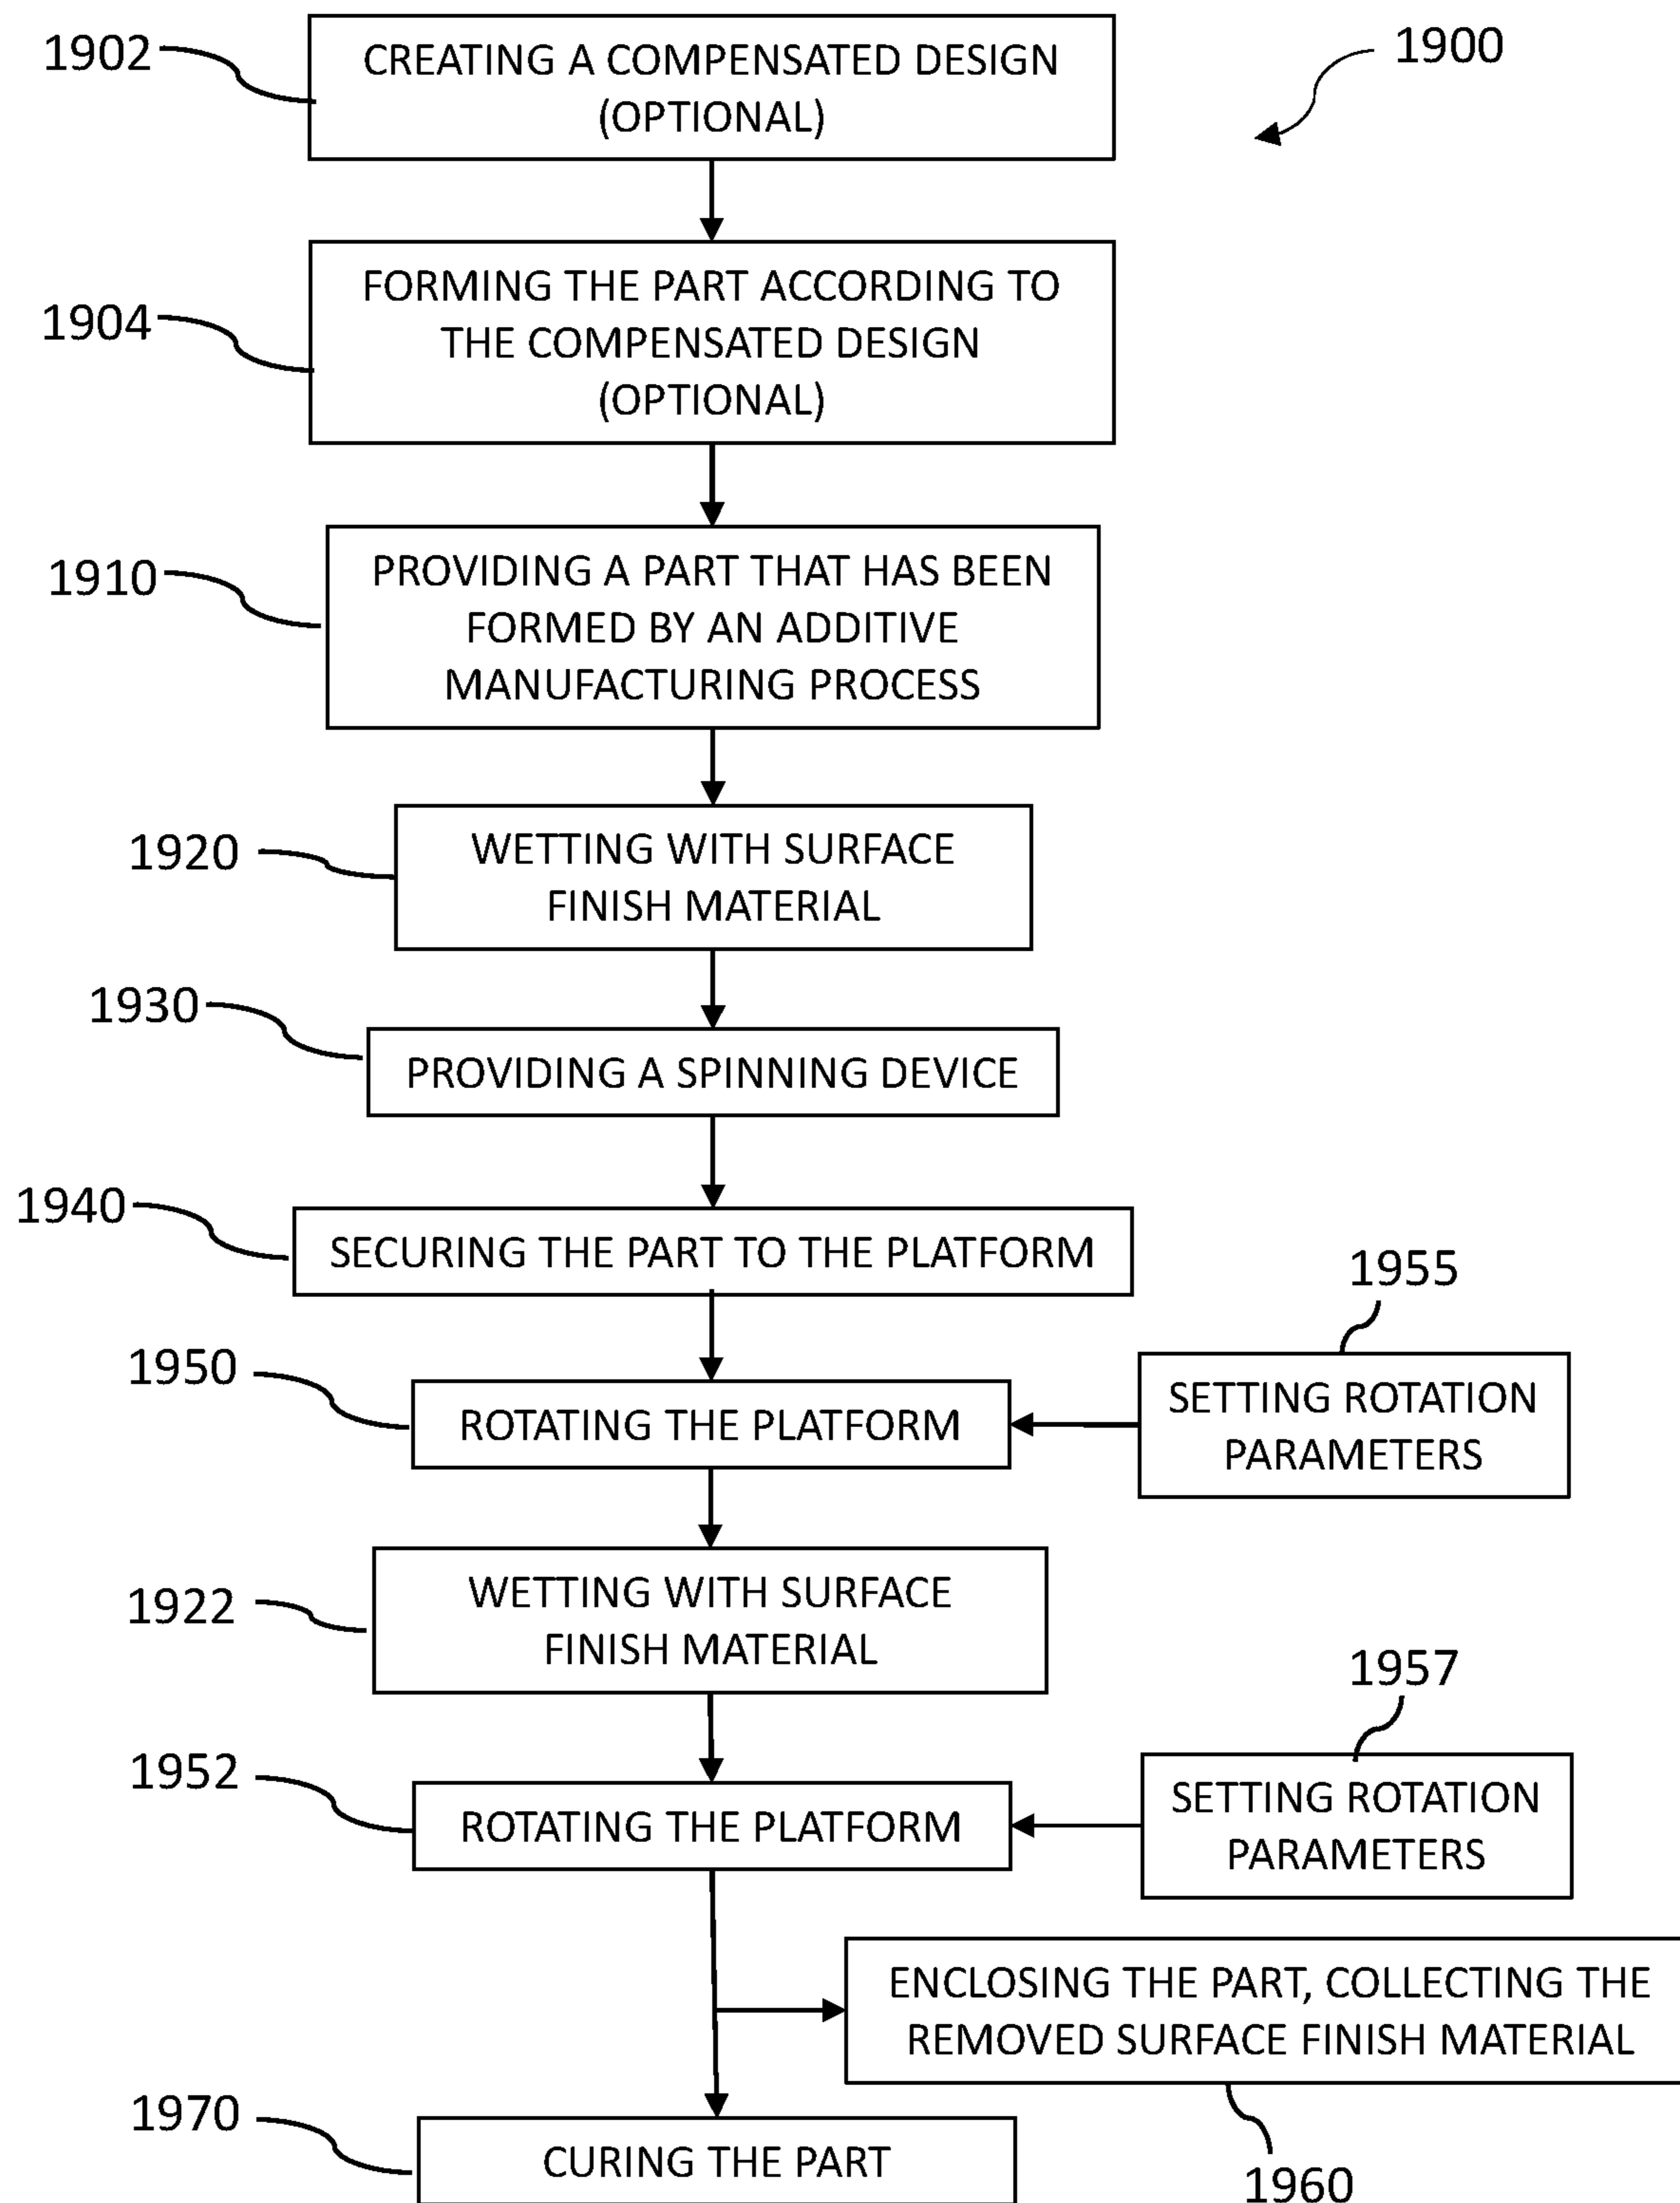 1900
1902
CREATING A COMPENSATED DESIGN
(OPTIONAL)
1904
FORMING THE PART ACCORDING TO
THE COMPENSATED DESIGN
(OPTIONAL)
1910
PROVIDING A PART THAT HAS BEEN
FORMED BY AN ADDITIVE
MANUFACTURING PROCESS
1920
WETTING WITH SURFACE
FINISH MATERIAL
1930
PROVIDING A SPINNING DEVICE
1940
SECURING THE PART TO THE PLATFORM
1950
ROTATING THE PLATFORM
1955
SETTING ROTATION
PARAMETERS
1922
WETTING WITH SURFACE
FINISH MATERIAL
1952
ROTATING THE PLATFORM
1957
SETTING ROTATION
PARAMETERS
ENCLOSING THE PART, COLLECTING THE
REMOVED SURFACE FINISH MATERIAL
1960
1970
CURING THE PART